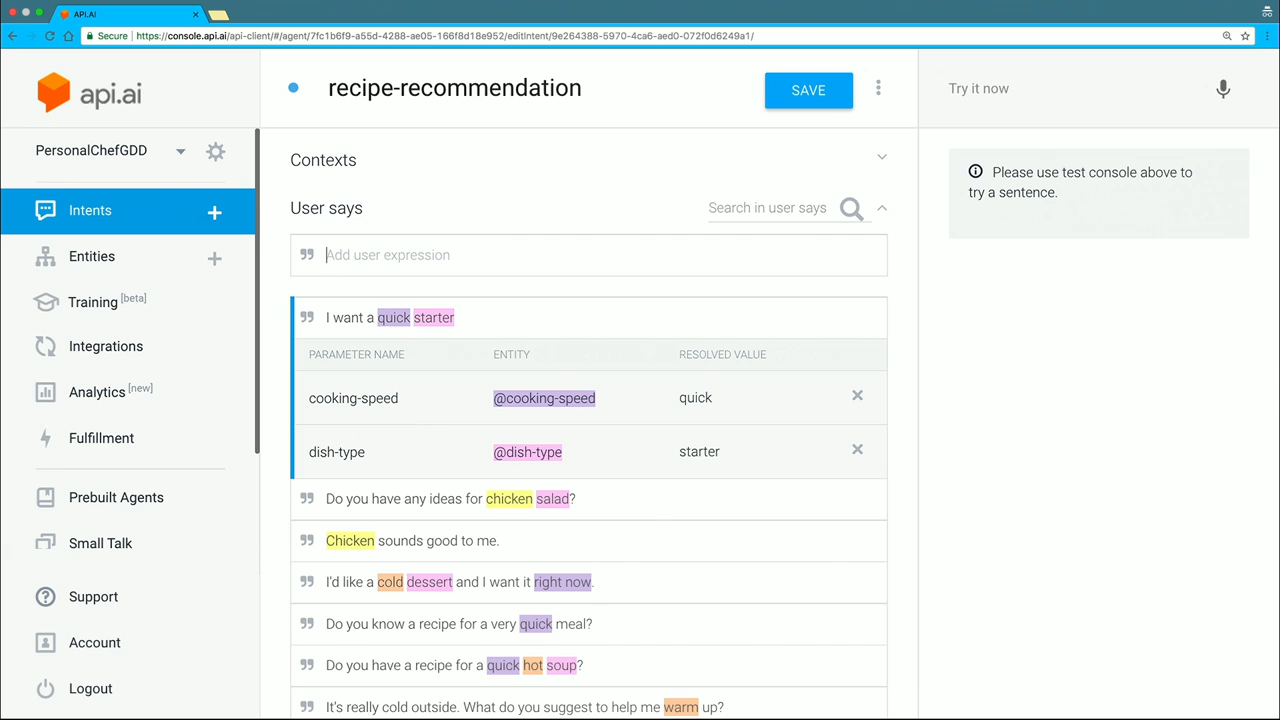 API.AI
Secure
https://console.api.ai/api-client/#/agent/7fc1b6f9-a55d-4288-ae05-166f8d18e952/editIntent/9e264388-5970-4ca6-aed0-072f0d6249a1/
api.ai
PersonalChefGDD
Intents
Entities
Training [beta]
Integrations
Analytics [new]
Fulfillment
Prebuilt Agents
Small Talk
Support
Account
Logout
recipe-recommendation
SAVE
Contexts
User says
Search in user says
Add user expression
I want a quick starter
PARAMETER NAME ENTITY RESOLVED VALUE
cooking-speed @cooking-speed quick
dish-type @dish-type starter
Do you have any ideas for chicken salad?
Chicken sounds good to me.
I'd like a cold dessert and I want it right now.
Do you know a recipe for a very quick meal?
Do you have a recipe for a quick hot soup?
It's really cold outside. What do you suggest to help me warm up?
Try it now
Please use test console above to
try a sentence.